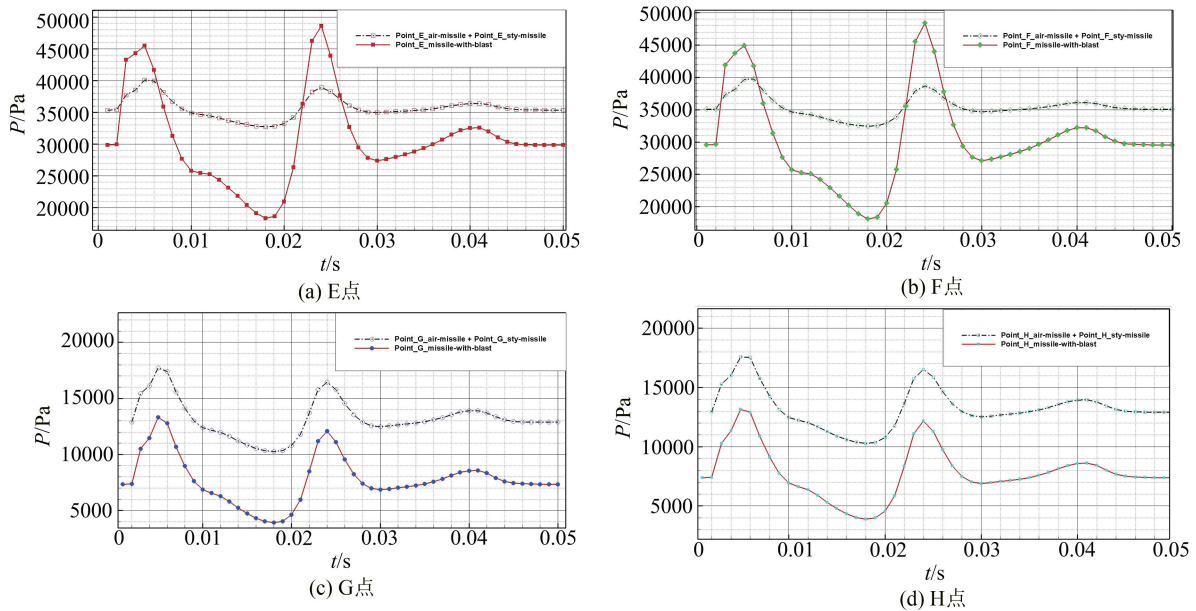 50000
45000
40000
35000
30000
25000
20000
P/Pa
Point_E_air-missile + Point_E_sty-missile
Point_E_missile-with-blast
0 0.01 0.02 0.03 0.04 0.05
t/s
(a) E点
50000
45000
40000
35000
30000
25000
20000
P/Pa
Point_F_air-missile + Point_F_sty-missile
Point_F_missile-with-blast
0 0.01 0.02 0.03 0.04 0.05
t/s
(b) F点
20000
15000
10000
5000
P/Pa
Point_G_air-missile + Point_G_sty-missile
Point_G_missile-with-blast
0 0.01 0.02 0.03 0.04 0.05
t/s
(c) G点
20000
15000
10000
5000
P/Pa
Point_H_air-missile + Point_H_sty-missile
Point_H_missile-with-blast
0 0.01 0.02 0.03 0.04 0.05
t/s
(d) H点